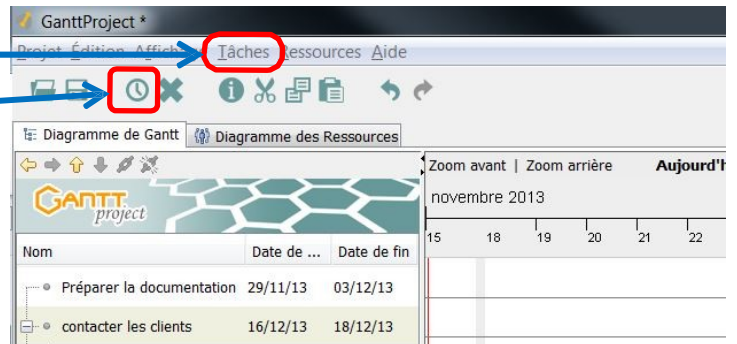 GanttProject *
Projet Édition Affichage Tâches Ressources Aide
Diagramme de Gantt Diagramme des Ressources
Zoom avant | Zoom arrière Aujourd'h
GANTT project
novembre 2013
15 18 19 20 21 22
Nom Date de ... Date de fin
Préparer la documentation 29/11/13 03/12/13
contacter les clients 16/12/13 18/12/13